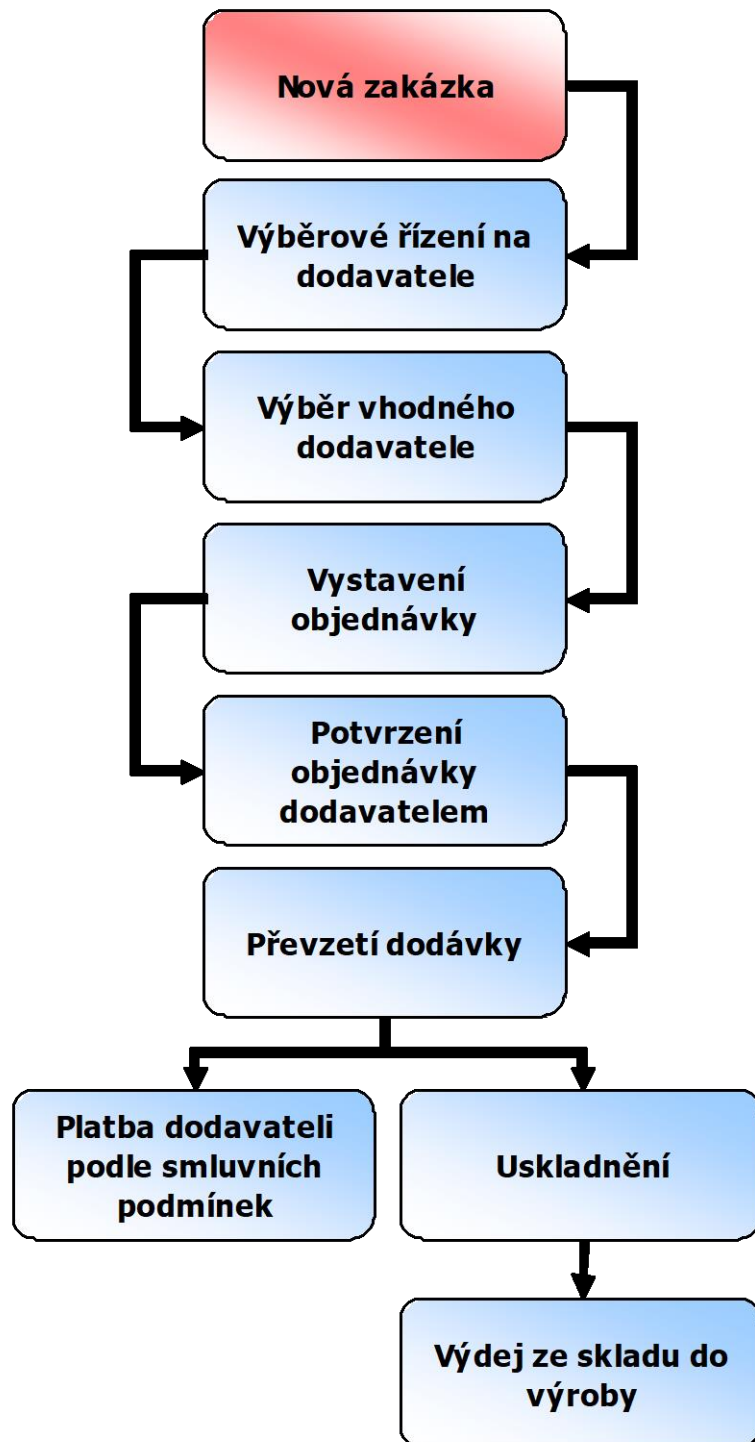 Nová zakázka
Výběrové řízení na
dodavatele
Výběr vhodného
dodavatele
Vystavení
objednávky
Potvrzení
objednávky
dodavatelem
Převzetí dodávky
Platba dodavateli
podle smluvních
podmínek
Uskladnění
Výdej ze skladu do
výroby